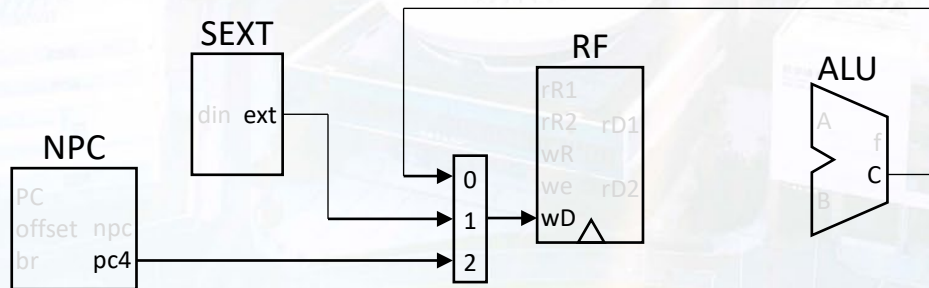 SEXT
din ext
NPC
PC
offset npc
br pc4
0
1
2
RF
rR1
rR2 rD1
wR
we rD2
wD
ALU
A
f
C
B